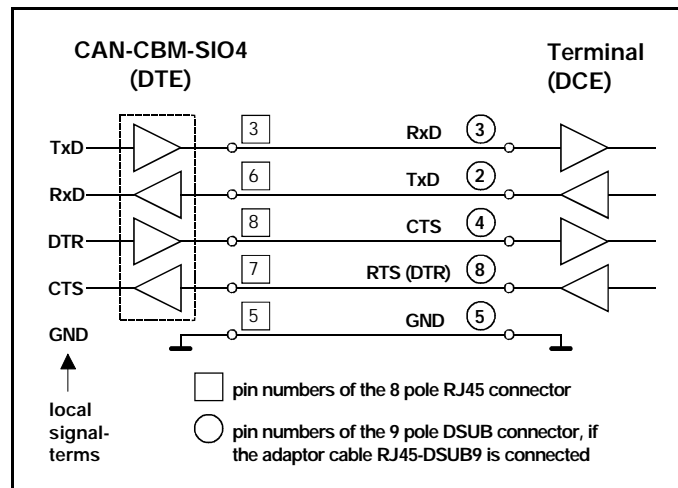 CAN-CBM-SIO4
(DTE)
Terminal
(DCE)
TxD 3 RxD 3
RxD 6 TxD 2
DTR 8 CTS 4
CTS 7 RTS (DTR) 8
GND 5 GND 5
local
signal-
terms
pin numbers of the 8 pole RJ45 connector
pin numbers of the 9 pole DSUB connector, if
the adaptor cable RJ45-DSUB9 is connected